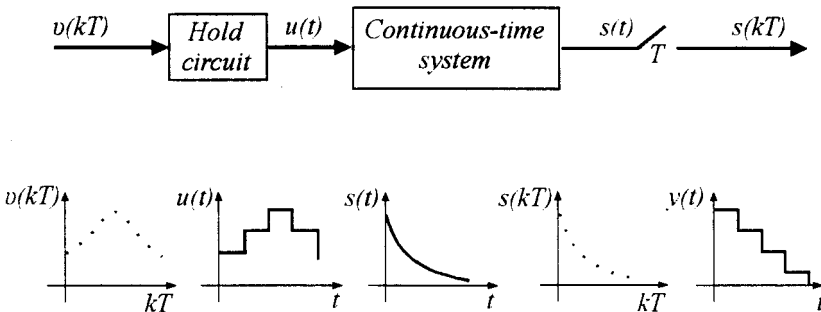 υ(kT)
Hold
circuit
u(t)
Continuous-time
system
s(t)
T
s(kT)
υ(kT)
kT
u(t)
t
s(t)
t
s(kT)
kT
y(t)
t